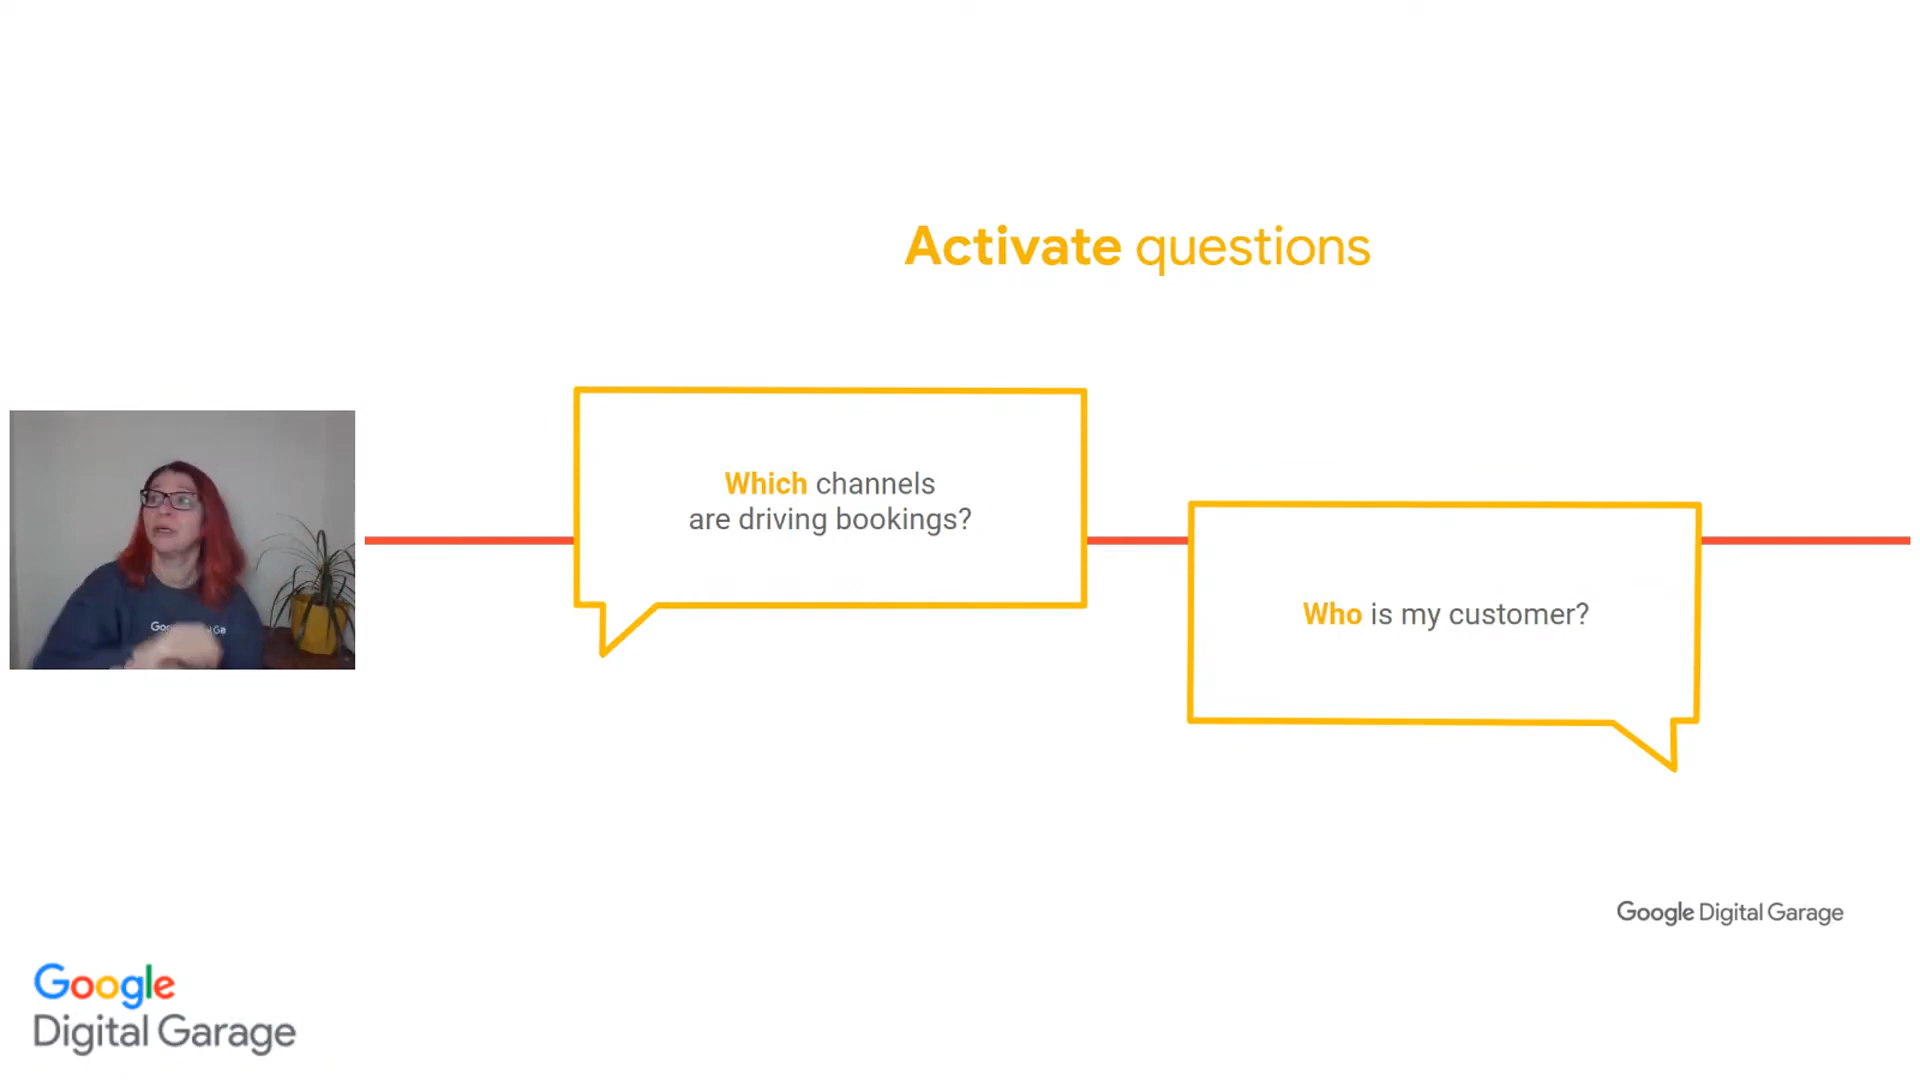 Activate questions
Which channels
are driving bookings?
Who is my customer?
Google Digital Garage
Google
Digital Garage